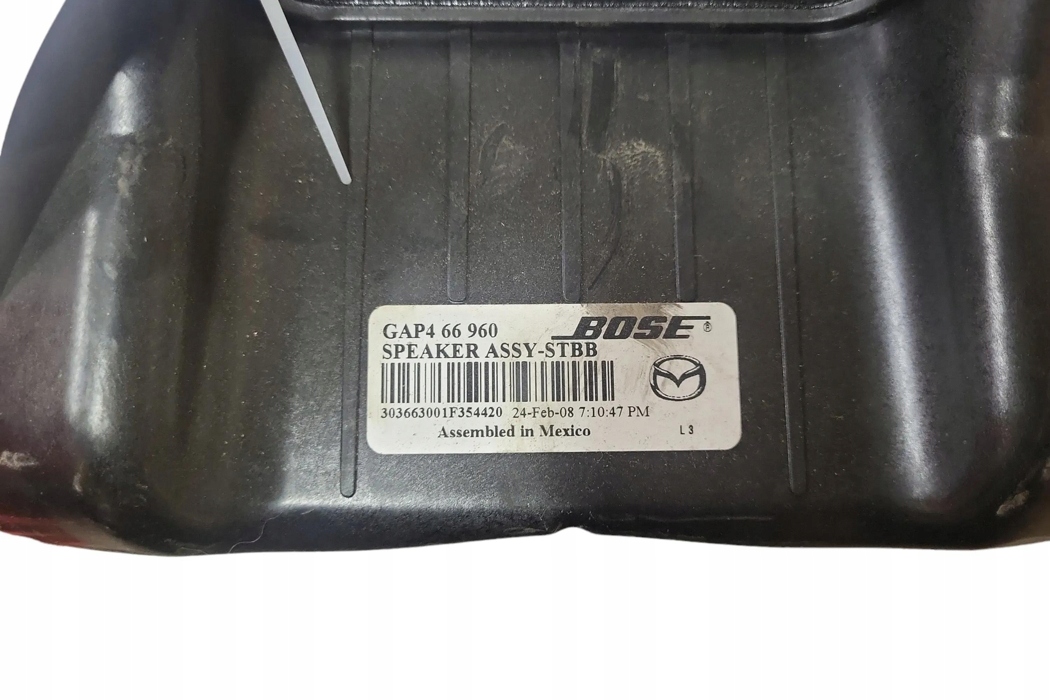 GAP4 66 960 BOSE®
SPEAKER ASSY-STBB
303663001F354420 24-Feb-08 7:10:47 PM
Assembled in Mexico L3